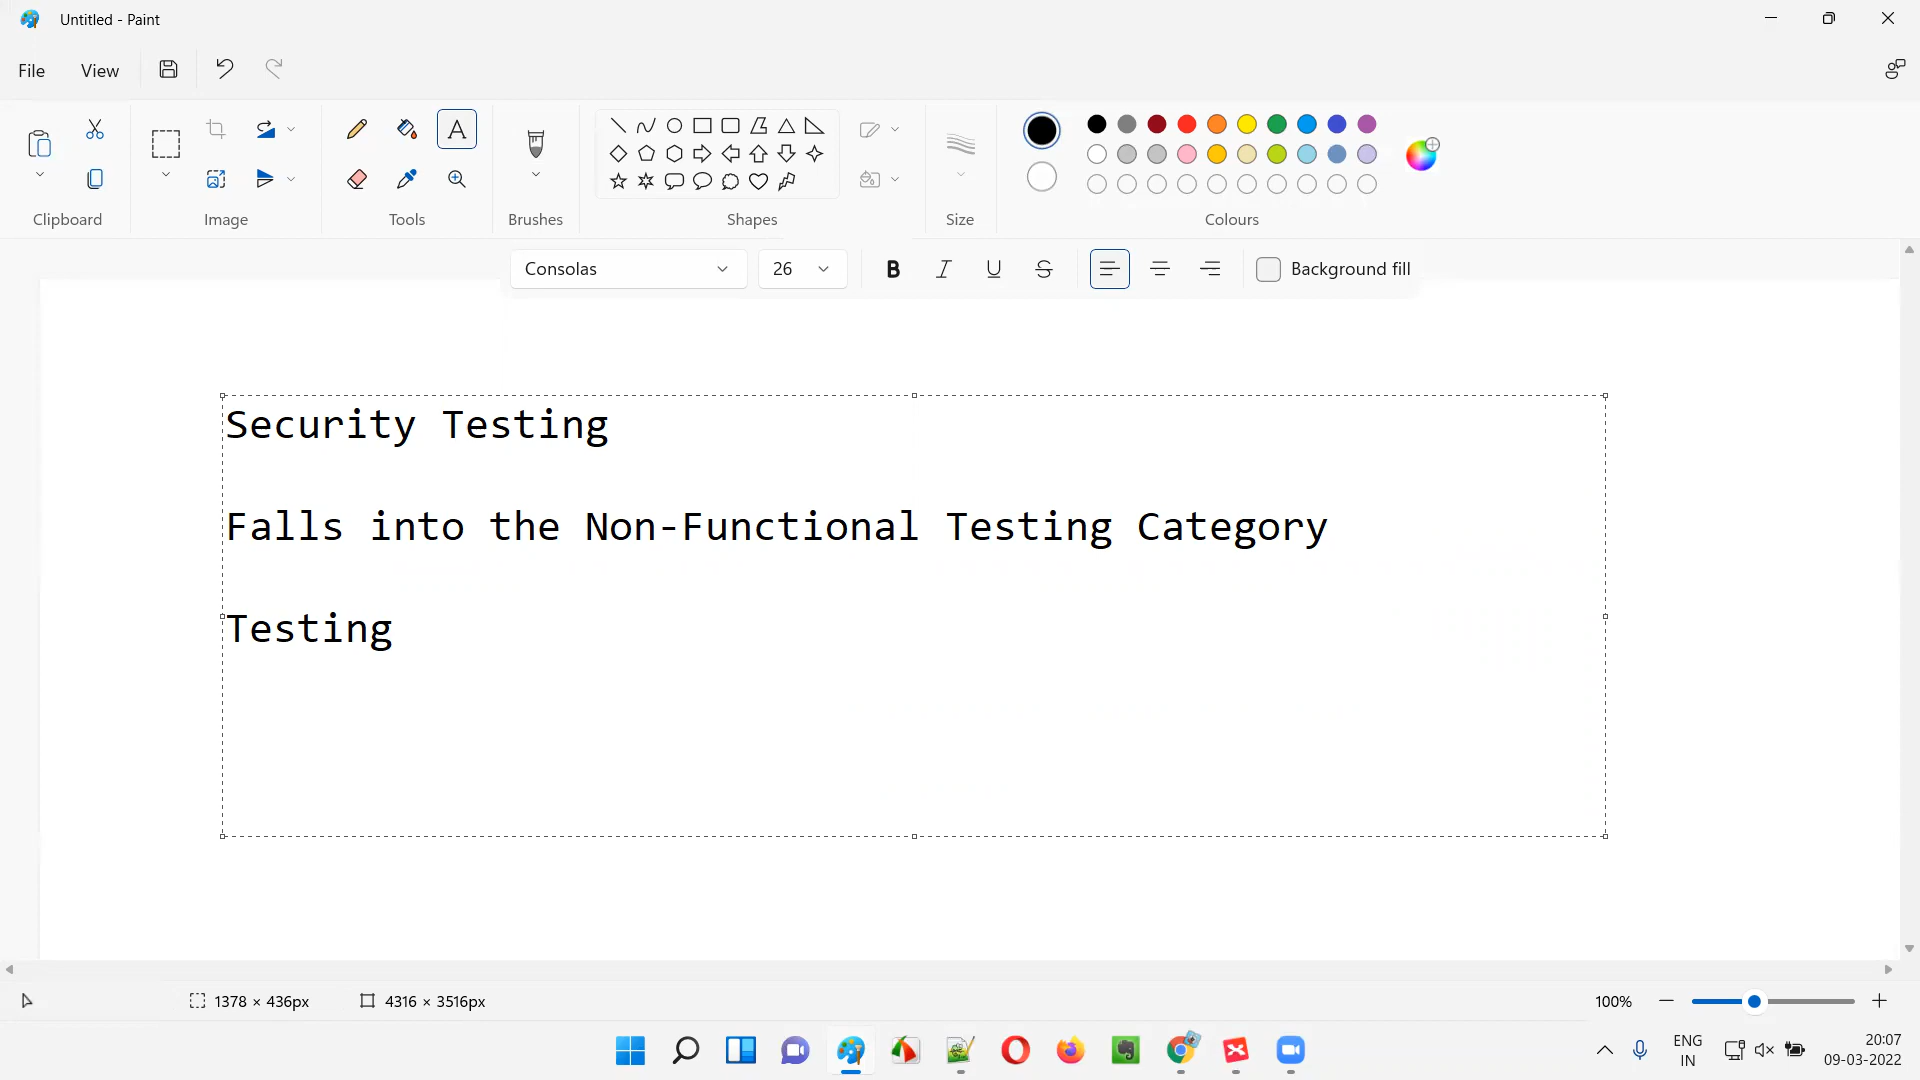 Untitled - Paint
File View
Clipboard Image Tools Brushes Shapes Size Colours
Consolas 26 B I U S Background fill
Security Testing
Falls into the Non-Functional Testing Category
Testing
1378 × 436px 4316 × 3516px 100%
ENG 20:07
IN 09-03-2022